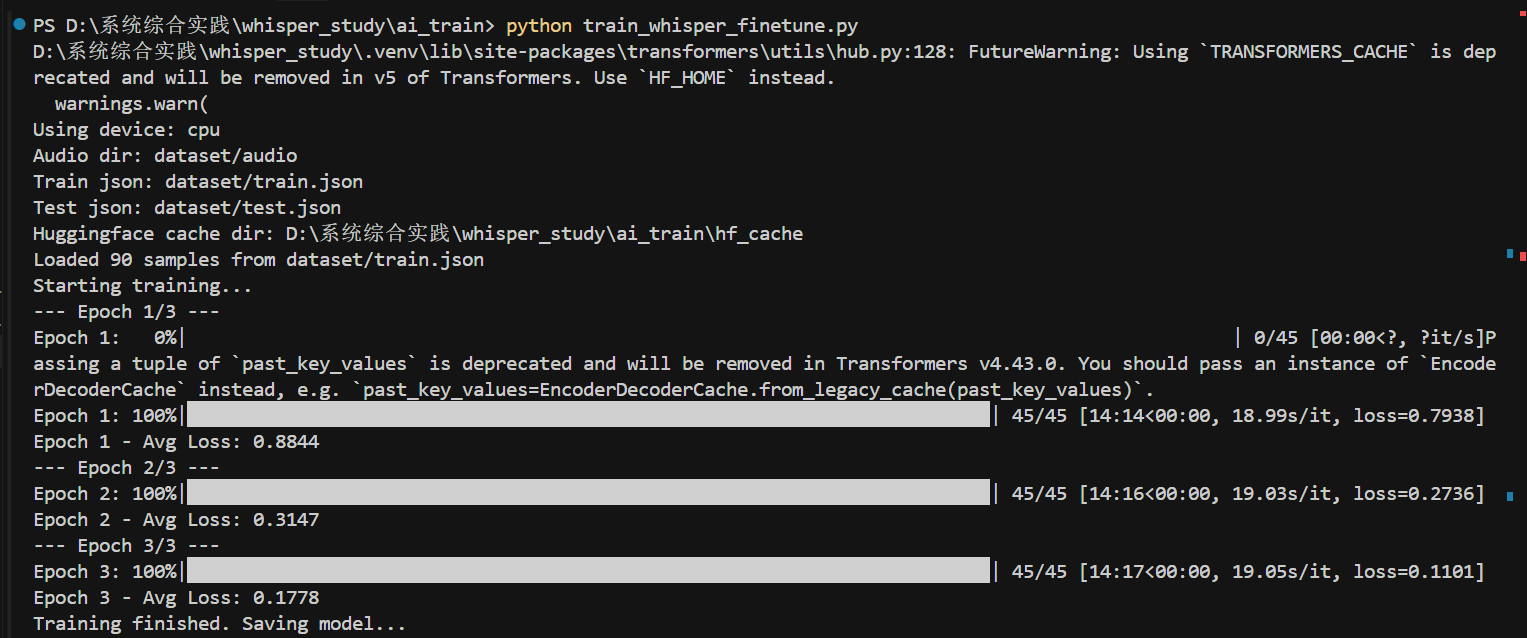 PS D:\系统综合实践\whisper_study\ai_train> python train_whisper_finetune.py
D:\系统综合实践\whisper_study\.venv\lib\site-packages\transformers\utils\hub.py:128: FutureWarning: Using `TRANSFORMERS_CACHE` is dep
recated and will be removed in v5 of Transformers. Use `HF_HOME` instead.
  warnings.warn(
Using device: cpu
Audio dir: dataset/audio
Train json: dataset/train.json
Test json: dataset/test.json
Huggingface cache dir: D:\系统综合实践\whisper_study\ai_train\hf_cache
Loaded 90 samples from dataset/train.json
Starting training...
--- Epoch 1/3 ---
Epoch 1:   0%| | 0/45 [00:00<?, ?it/s]P
assing a tuple of `past_key_values` is deprecated and will be removed in Transformers v4.43.0. You should pass an instance of `Encode
rDecoderCache` instead, e.g. `past_key_values=EncoderDecoderCache.from_legacy_cache(past_key_values)`.
Epoch 1: 100%| | 45/45 [14:14<00:00, 18.99s/it, loss=0.7938]
Epoch 1 - Avg Loss: 0.8844
--- Epoch 2/3 ---
Epoch 2: 100%| | 45/45 [14:16<00:00, 19.03s/it, loss=0.2736]
Epoch 2 - Avg Loss: 0.3147
--- Epoch 3/3 ---
Epoch 3: 100%| | 45/45 [14:17<00:00, 19.05s/it, loss=0.1101]
Epoch 3 - Avg Loss: 0.1778
Training finished. Saving model...